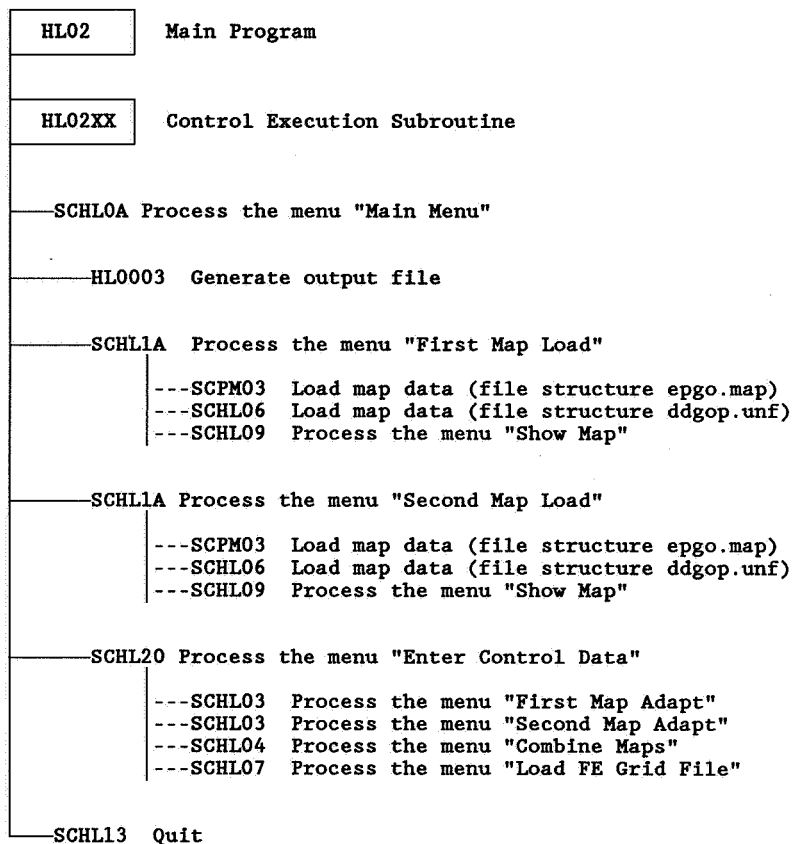 HL02 Main Program
HL02XX Control Execution Subroutine
SCHL0A Process the menu "Main Menu"
HL0003 Generate output file
SCHL1A Process the menu "First Map Load"
---SCPM03 Load map data (file structure epgo.map)
---SCHL06 Load map data (file structure ddgop.unf)
---SCHL09 Process the menu "Show Map"
SCHL1A Process the menu "Second Map Load"
---SCPM03 Load map data (file structure epgo.map)
---SCHL06 Load map data (file structure ddgop.unf)
---SCHL09 Process the menu "Show Map"
SCHL20 Process the menu "Enter Control Data"
---SCHL03 Process the menu "First Map Adapt"
---SCHL03 Process the menu "Second Map Adapt"
---SCHL04 Process the menu "Combine Maps"
---SCHL07 Process the menu "Load FE Grid File"
SCHL13 Quit